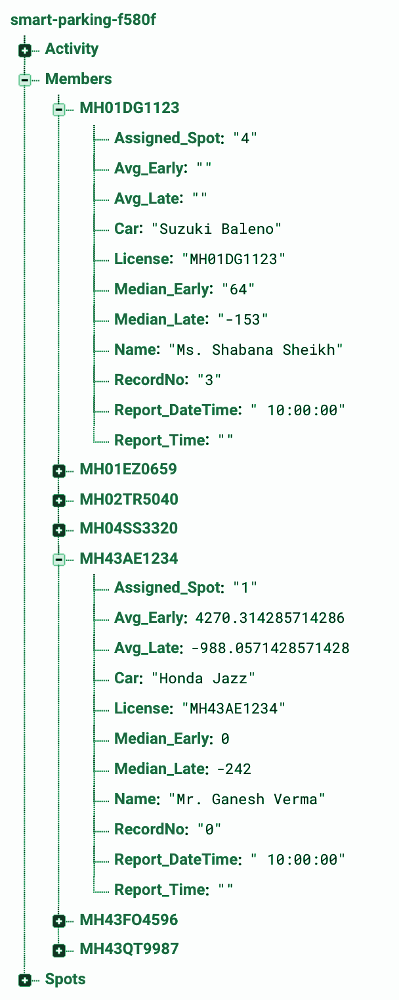 smart-parking-f580f
Activity
Members
MH01DG1123
Assigned_Spot: "4"
Avg_Early: ""
Avg_Late: ""
Car: "Suzuki Baleno"
License: "MH01DG1123"
Median_Early: "64"
Median_Late: "-153"
Name: "Ms. Shabana Sheikh"
RecordNo: "3"
Report_DateTime: " 10:00:00"
Report_Time: ""
MH01EZ0659
MH02TR5040
MH04SS3320
MH43AE1234
Assigned_Spot: "1"
Avg_Early: 4270.314285714286
Avg_Late: -988.0571428571428
Car: "Honda Jazz"
License: "MH43AE1234"
Median_Early: 0
Median_Late: -242
Name: "Mr. Ganesh Verma"
RecordNo: "0"
Report_DateTime: " 10:00:00"
Report_Time: ""
MH43FO4596
MH43QT9987
Spots